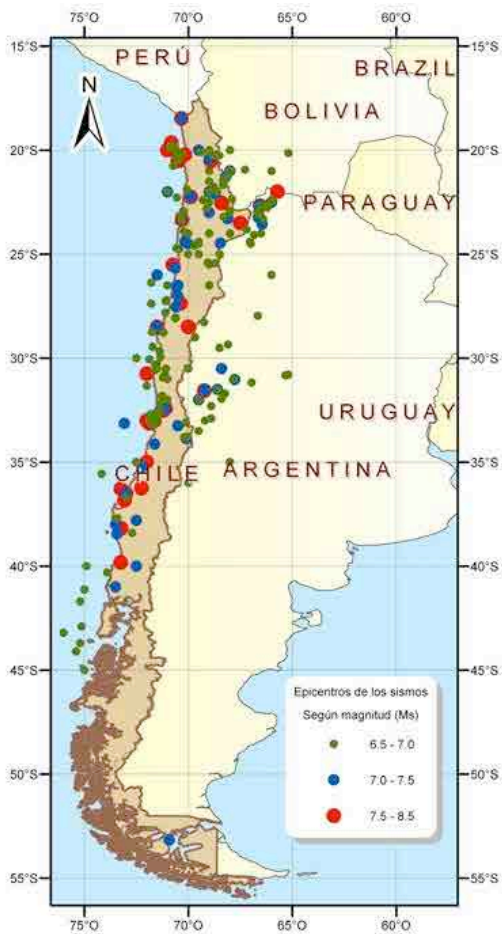 75°O 70°O 65°O 60°O
15°S 15°S
PERÚ
BRAZIL
N
BOLIVIA
20°S 20°S
PARAGUAY
25°S 25°S
30°S 30°S
URUGUAY
35°S 35°S
CHILE ARGENTINA
40°S 40°S
45°S 45°S
Epicentros de los sismos
Según magnitud (Ms)
6.5 - 7.0
50°S 50°S
7.0 - 7.5
7.5 - 8.5
55°S 55°S
75°O 70°O 65°O 60°O